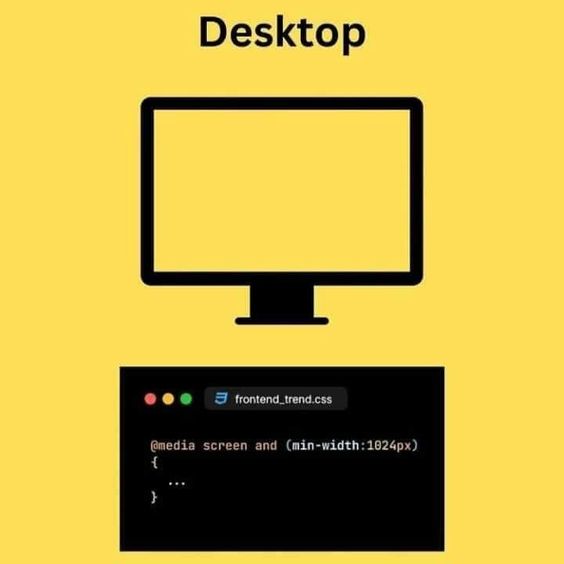 Desktop
frontend_trend.css
@media screen and (min-width:1024px)
{
...
}